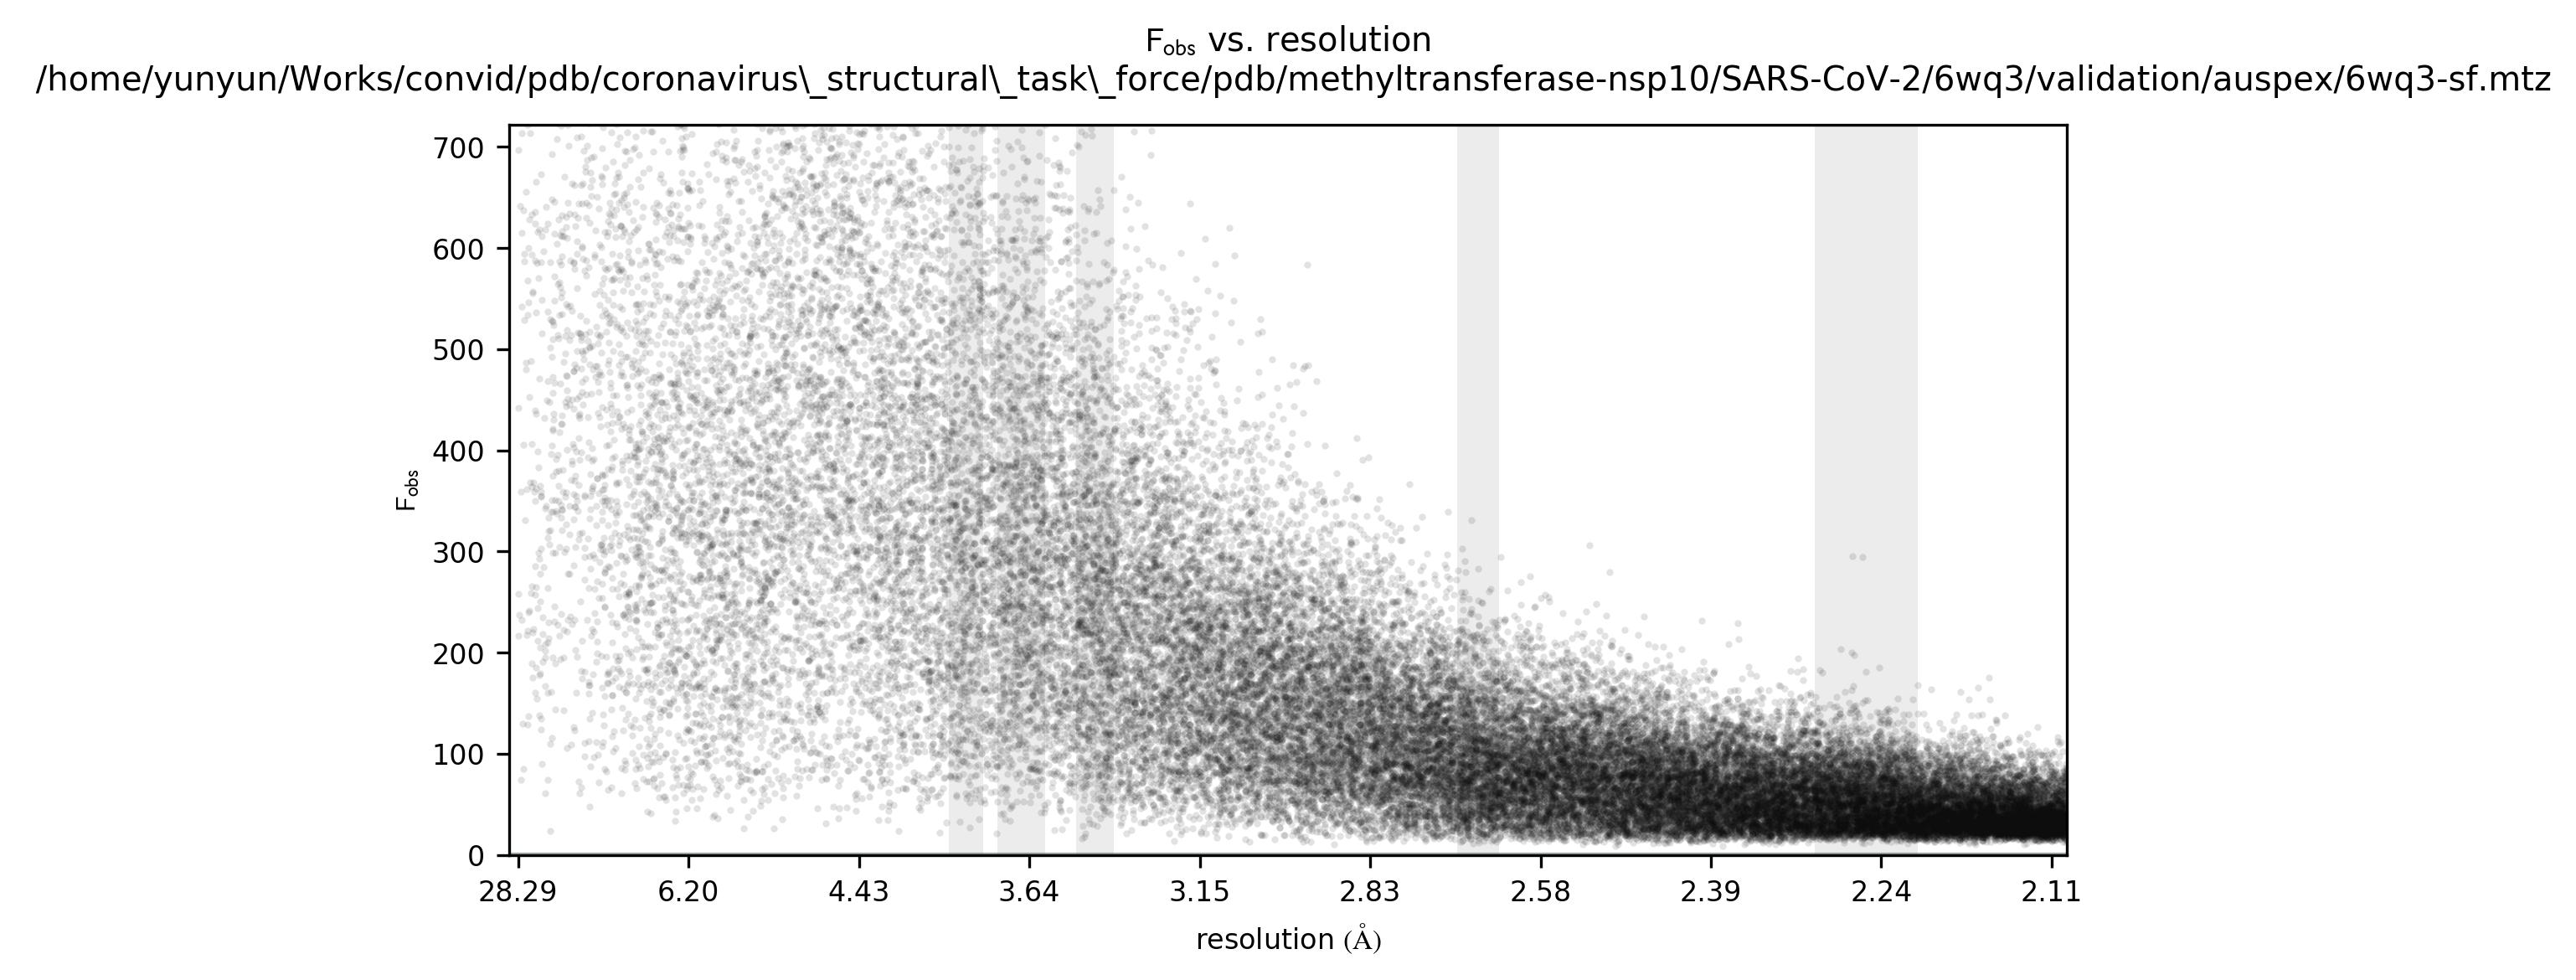 Fobs vs. resolution
/home/yunyun/Works/convid/pdb/coronavirus\_structural\_task\_force/pdb/methyltransferase-nsp10/SARS-CoV-2/6wq3/validation/auspex/6wq3-sf.mtz
700
600
500
400
300
200
100
0
Fobs
28.29 6.20 4.43 3.64 3.15 2.83 2.58 2.39 2.24 2.11
resolution (Å)